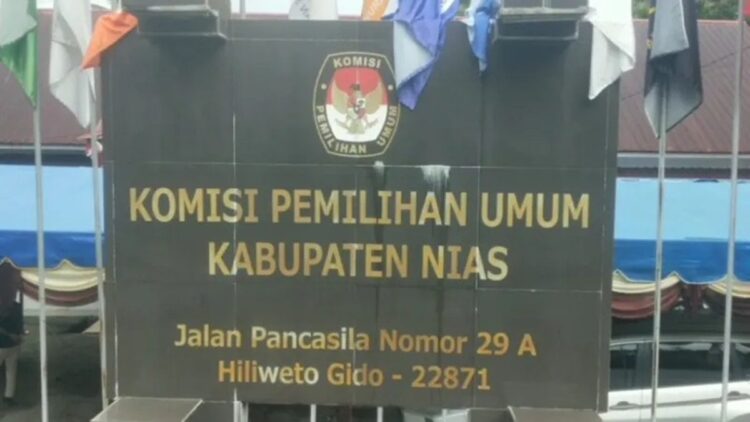 KOMISI
PEMILIHAN UMUM
KOMISI PEMILIHAN UMUM
KABUPATEN NIAS
Jalan Pancasila Nomor 29 A
Hiliweto Gido - 22871